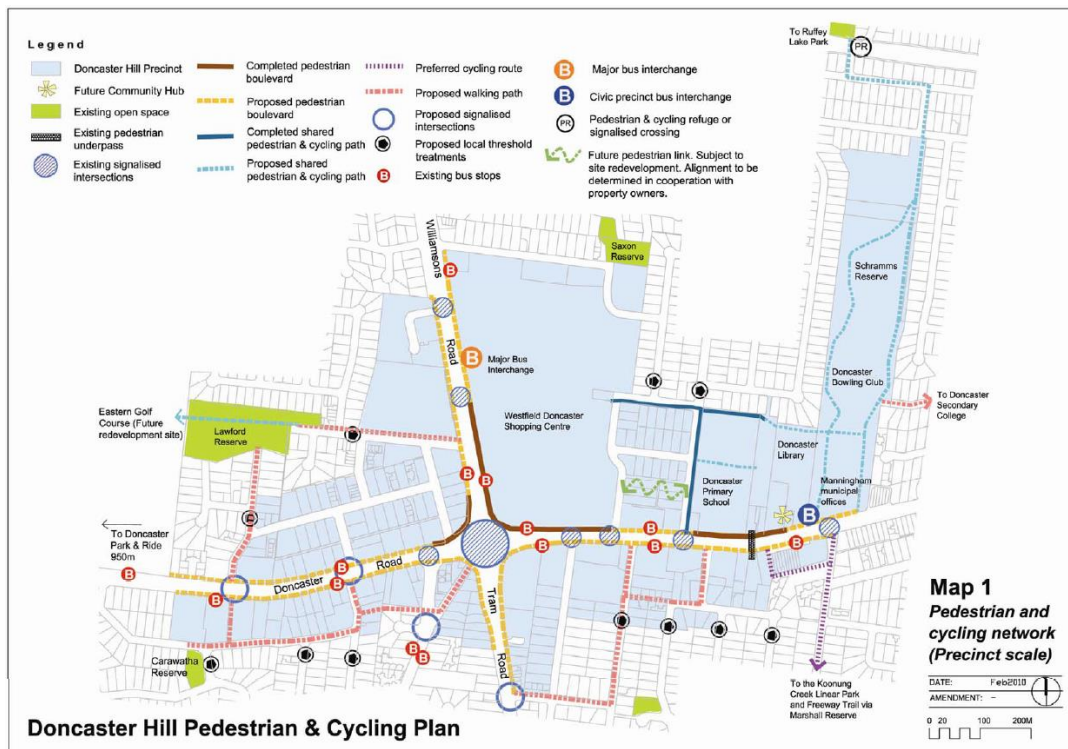 Legend
Doncaster Hill Precinct
Future Community Hub
Existing open space
Existing pedestrian
underpass
Existing signalised
intersections
Completed pedestrian
boulevard
Proposed pedestrian
boulevard
Completed shared
pedestrian & cycling path
Proposed shared
pedestrian & cycling path
Preferred cycling route
Proposed walking path
Proposed signalised
intersections
Proposed local threshold
treatments
B
Existing bus stops
B
Major bus interchange
B
Civic precinct bus interchange
PR
Pedestrian & cycling refuge or
signalised crossing
Future pedestrian link. Subject to
site redevelopment. Alignment to be
determined in cooperation with
property owners.
To Ruffey
Lake Park
PR
Williamsons
Road
B
Saxon
Reserve
Schramms
Reserve
B
Major Bus
Interchange
Doncaster
Bowling Club
To Doncaster
Secondary
College
Eastern Golf
Course (Future
redevelopment site)
Lawford
Reserve
Westfield Doncaster
Shopping Centre
Doncaster
Library
B
B
Doncaster
Primary
School
Manningham
municipal
offices
B
To Doncaster
Park & Ride
950m
B
B
B
B
B
B
B
B
B
Doncaster
Road
Tram
Road
B
B
Carawatha
Reserve
To the Koonung
Creek Linear Park
and Freeway Trail via
Marshall Reserve
Map 1
Pedestrian and
cycling network
(Precinct scale)
DATE: Feb2010
AMENDMENT: -
0 20 100 200M
Doncaster Hill Pedestrian & Cycling Plan